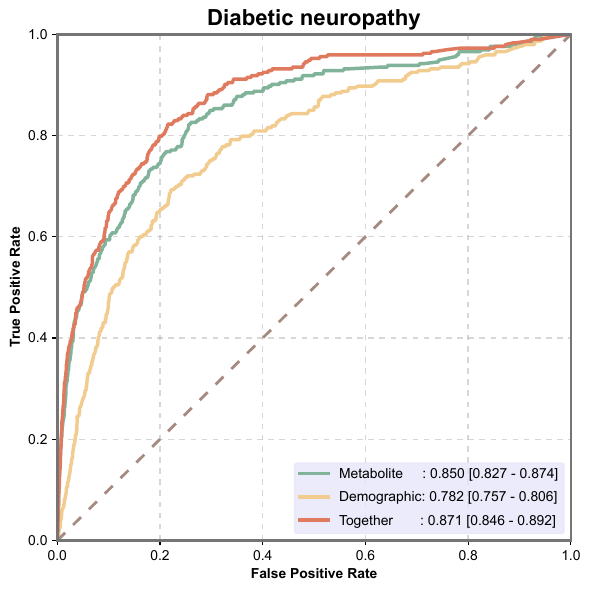 Diabetic neuropathy
True Positive Rate
1.0
0.8
0.6
0.4
0.2
0.0
Metabolite : 0.850 [0.827 - 0.874]
Demographic: 0.782 [0.757 - 0.806]
Together : 0.871 [0.846 - 0.892]
0.0 0.2 0.4 0.6 0.8 1.0
False Positive Rate